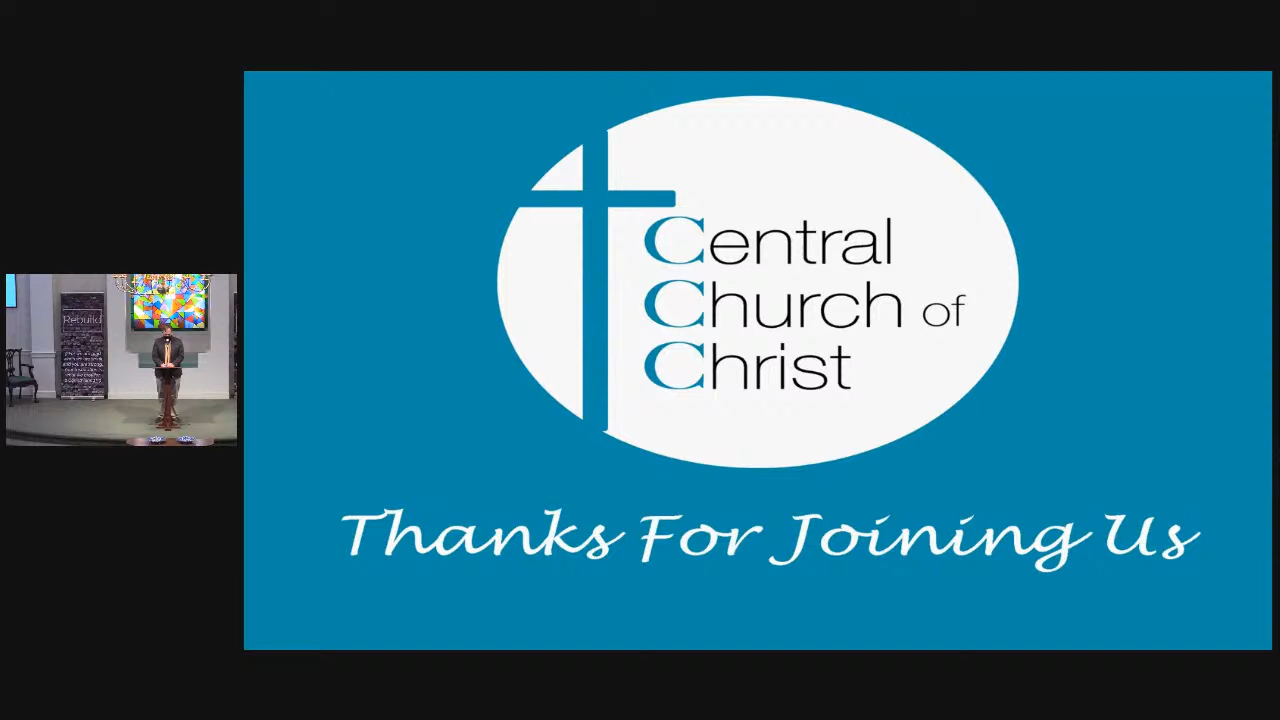 Rebuild
Central
Church of
Christ
Thanks For Joining Us